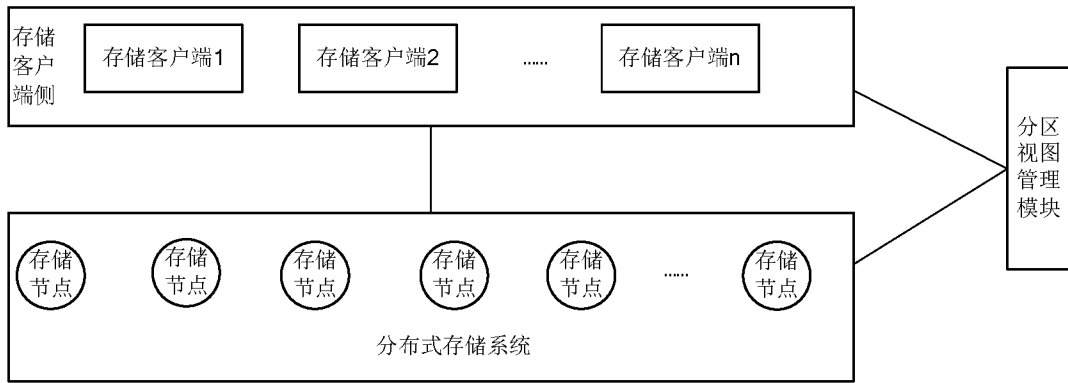 存储
客户
端侧
存储客户端1
存储客户端2
……
存储客户端n
分区
视图
管理
模块
存储
节点
存储
节点
存储
节点
存储
节点
存储
节点
……
存储
节点
分布式存储系统